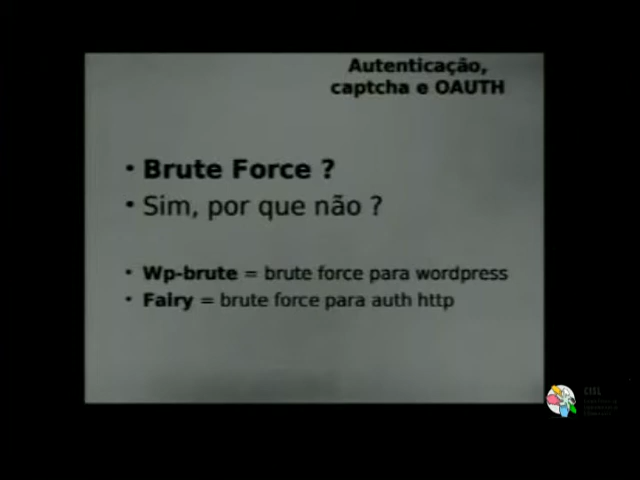 Autenticação,
captcha e OAUTH
• Brute Force ?
• Sim, por que não ?
• Wp-brute = brute force para wordpress
• Fairy = brute force para auth http
CISL